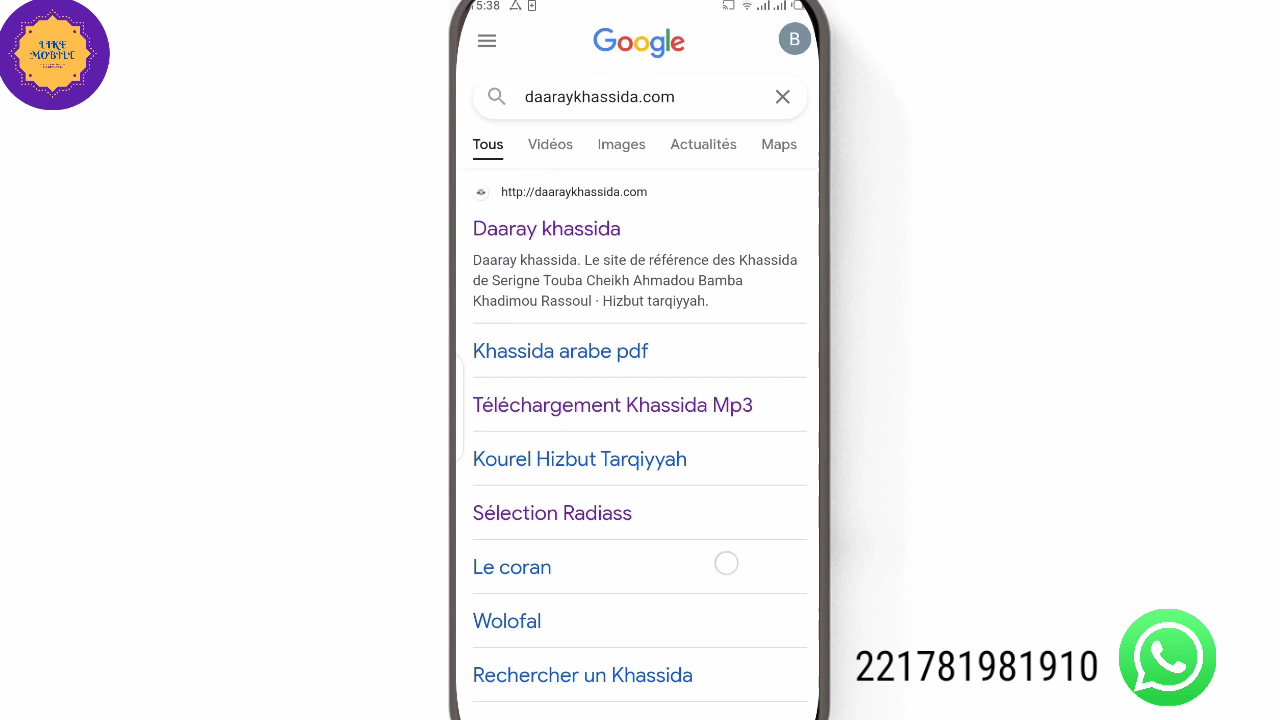 LIKE
MOBILE
15:38
Google
B
daaraykhassida.com
Tous Vidéos Images Actualités Maps
http://daaraykhassida.com
Daaray khassida
Daaray khassida. Le site de référence des Khassida
de Serigne Touba Cheikh Ahmadou Bamba
Khadimou Rassoul · Hizbut tarqiyyah.
Khassida arabe pdf
Téléchargement Khassida Mp3
Kourel Hizbut Tarqiyyah
Sélection Radiass
Le coran
Wolofal
Rechercher un Khassida
221781981910